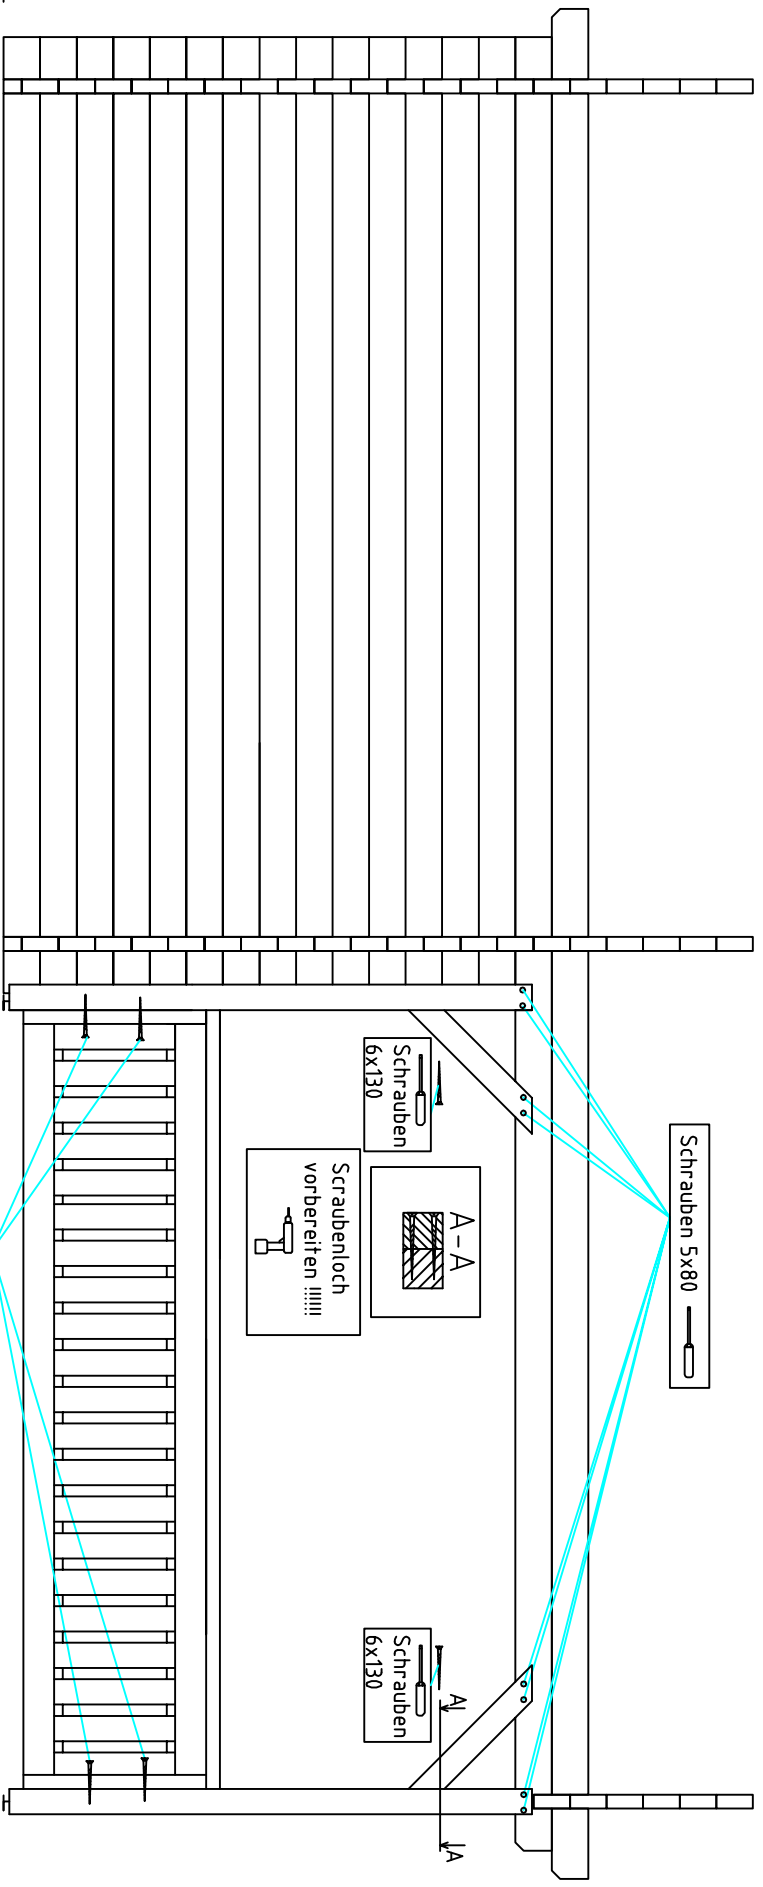 Schrauben 5x80
A-A
Schrauben
6x130
Scraubenloch
vorbereiten !!!!!!
Schrauben
6x130
A
A